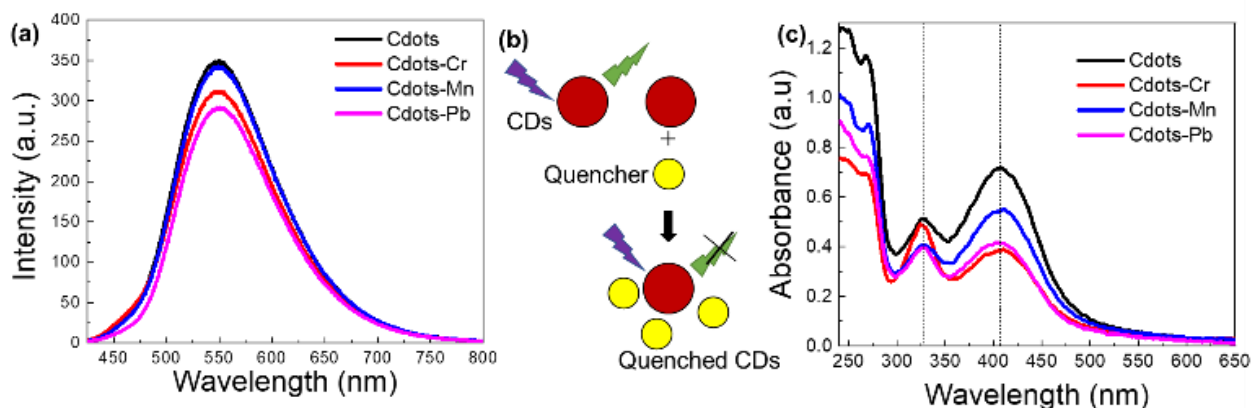 (a)
400
350
300
250
200
150
100
50
0
Intensity (a.u.)
450 500 550 600 650 700 750 800
Wavelength (nm)
Cdots
Cdots-Cr
Cdots-Mn
Cdots-Pb
(b)
CDs
+
Quencher
Quenched CDs
(c)
1.2
1.0
0.8
0.6
0.4
0.2
0.0
Absorbance (a.u)
250 300 350 400 450 500 550 600 650
Wavelength (nm)
Cdots
Cdots-Cr
Cdots-Mn
Cdots-Pb